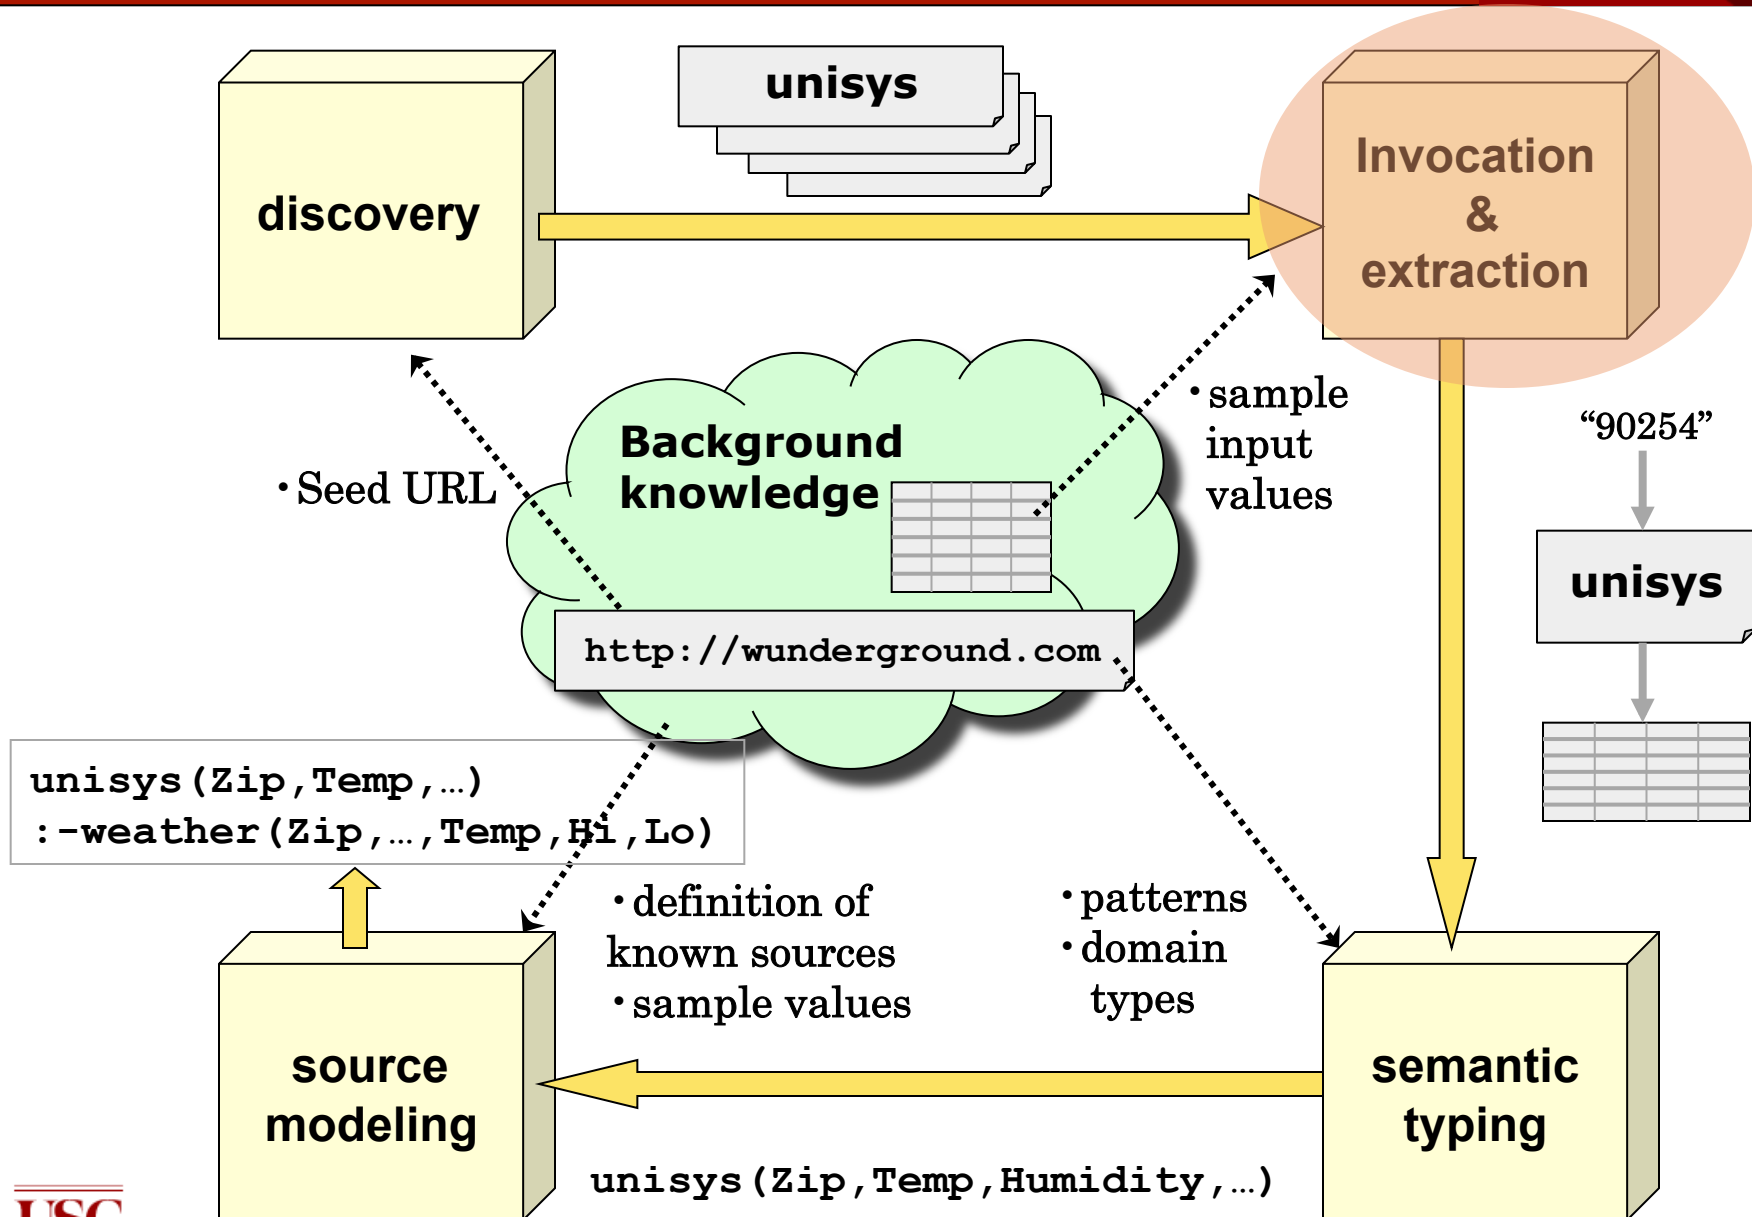 unisys
discovery
Invocation
&
extraction
• sample
input
values
“90254”
Background
knowledge
• Seed URL
unisys
http://wunderground.com
unisys(Zip,Temp,…)
:-weather(Zip,…,Temp,Hi,Lo)
• definition of
known sources
• sample values
• patterns
• domain
types
source
modeling
semantic
typing
unisys(Zip,Temp,Humidity,…)
USC